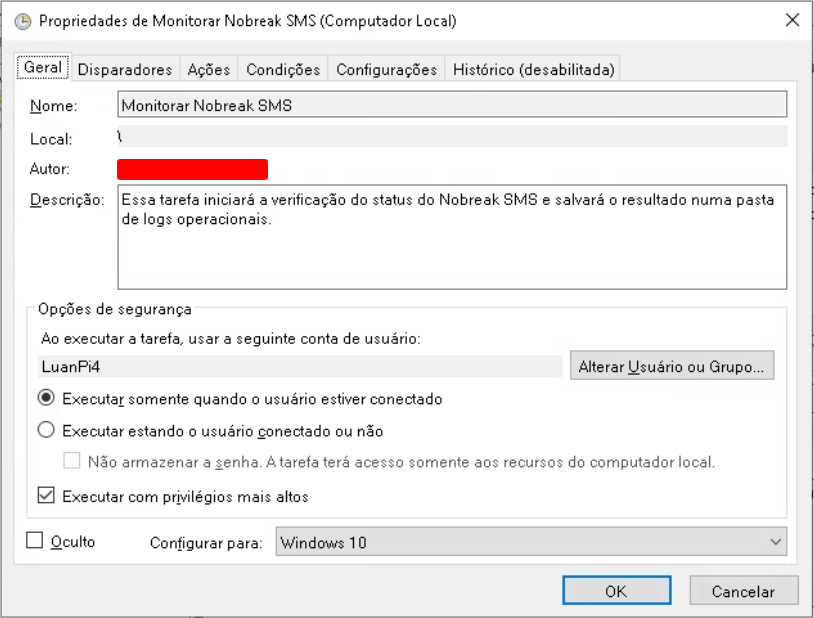 Propriedades de Monitorar Nobreak SMS (Computador Local)
Geral Disparadores Ações Condições Configurações Histórico (desabilitada)
Nome: Monitorar Nobreak SMS
Local: \
Autor:
Descrição: Essa tarefa iniciará a verificação do status do Nobreak SMS e salvará o resultado numa pasta
de logs operacionais.
Opções de segurança
Ao executar a tarefa, usar a seguinte conta de usuário:
LuanPi4 Alterar Usuário ou Grupo...
Executar somente quando o usuário estiver conectado
Executar estando o usuário conectado ou não
Não armazenar a senha. A tarefa terá acesso somente aos recursos do computador local.
Executar com privilégios mais altos
Oculto Configurar para: Windows 10
OK Cancelar